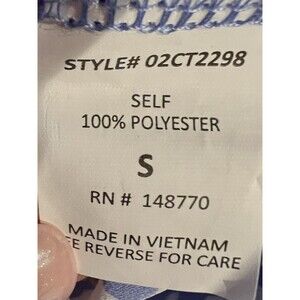 STYLE# 02CT2298
SELF
100% POLYESTER
S
RN # 148770
MADE IN VIETNAM
REVERSE FOR CARE